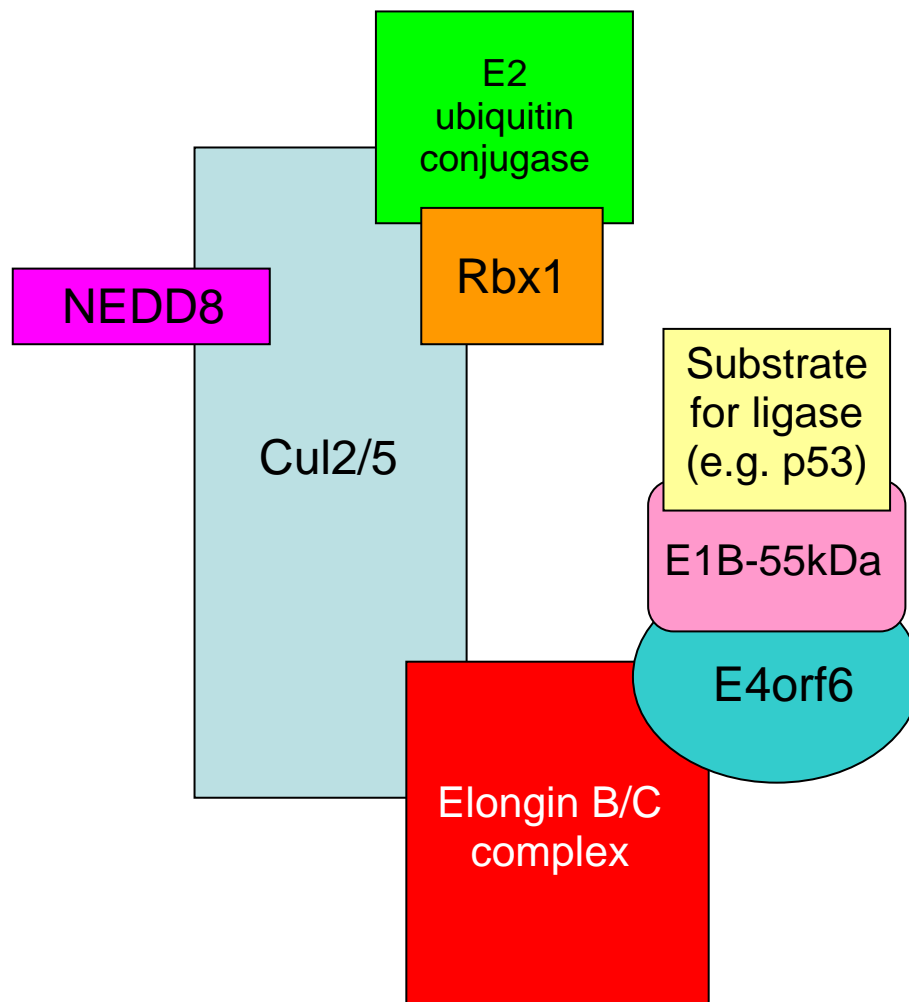 E2
ubiquitin
conjugase
Rbx1
NEDD8
Cul2/5
Substrate
for ligase
(e.g. p53)
E1B-55kDa
E4orf6
Elongin B/C
complex